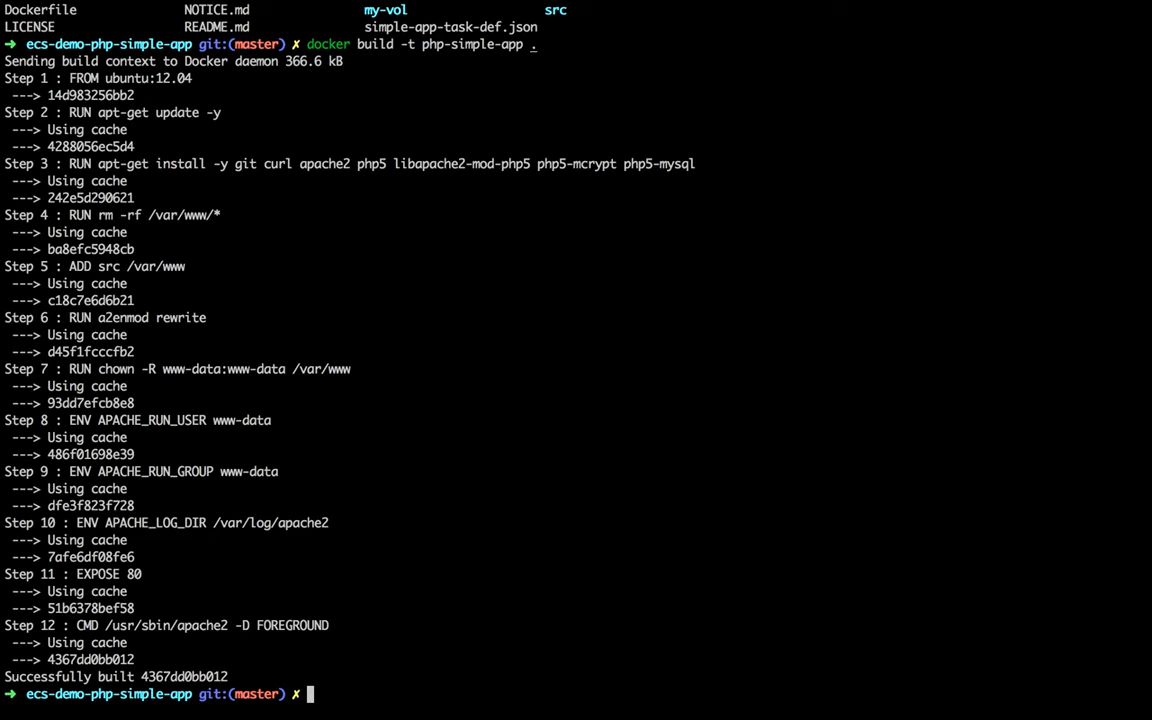 Dockerfile NOTICE.md my-vol src
LICENSE README.md simple-app-task-def.json
➜ ecs-demo-php-simple-app git:(master) ✗ docker build -t php-simple-app .
Sending build context to Docker daemon 366.6 kB
Step 1 : FROM ubuntu:12.04
---> 14d983256bb2
Step 2 : RUN apt-get update -y
---> Using cache
---> 4288056ec5d4
Step 3 : RUN apt-get install -y git curl apache2 php5 libapache2-mod-php5 php5-mcrypt php5-mysql
---> Using cache
---> 242e5d290621
Step 4 : RUN rm -rf /var/www/*
---> Using cache
---> ba8efc5948cb
Step 5 : ADD src /var/www
---> Using cache
---> c18c7e6d6b21
Step 6 : RUN a2enmod rewrite
---> Using cache
---> d45f1fcccfb2
Step 7 : RUN chown -R www-data:www-data /var/www
---> Using cache
---> 93dd7efcb8e8
Step 8 : ENV APACHE_RUN_USER www-data
---> Using cache
---> 486f01698e39
Step 9 : ENV APACHE_RUN_GROUP www-data
---> Using cache
---> dfe3f823f728
Step 10 : ENV APACHE_LOG_DIR /var/log/apache2
---> Using cache
---> 7afe6df08fe6
Step 11 : EXPOSE 80
---> Using cache
---> 51b6378bef58
Step 12 : CMD /usr/sbin/apache2 -D FOREGROUND
---> Using cache
---> 4367dd0bb012
Successfully built 4367dd0bb012
➜ ecs-demo-php-simple-app git:(master) ✗